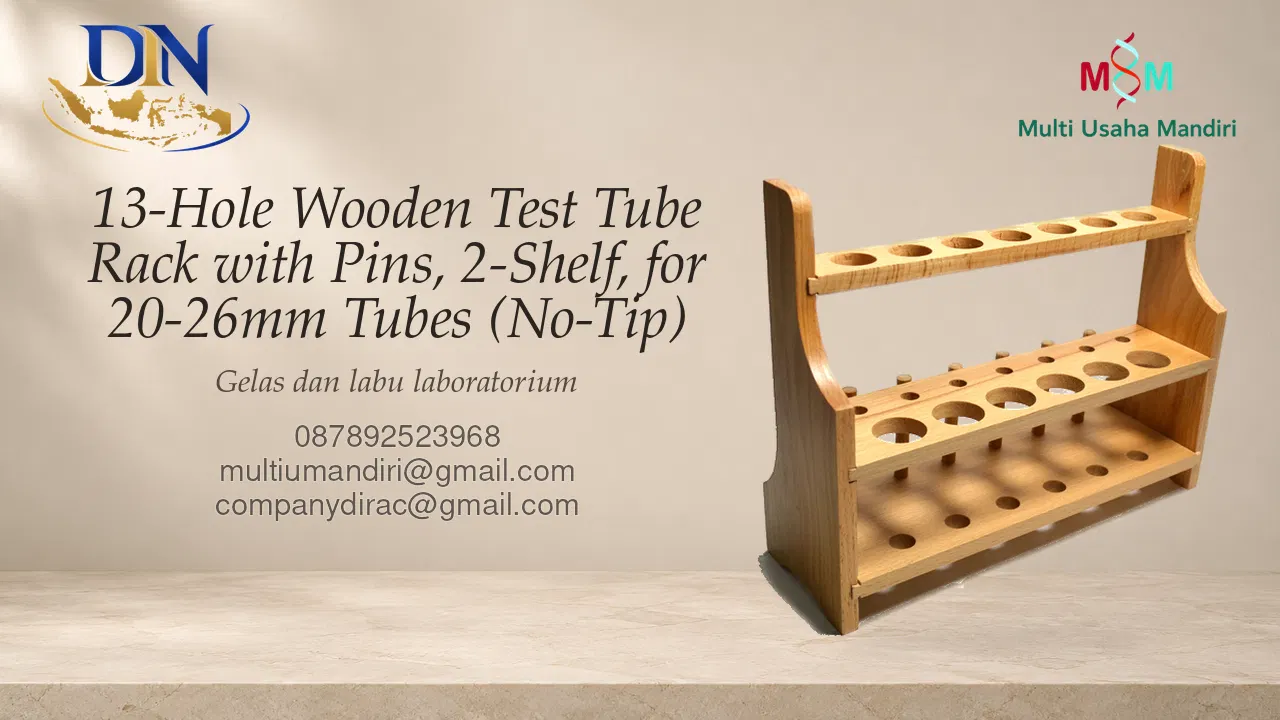 DIN
M M
Multi Usaha Mandiri
13-Hole Wooden Test Tube
Rack with Pins, 2-Shelf, for
20-26mm Tubes (No-Tip)
Gelas dan labu laboratorium
087892523968
multiumandiri@gmail.com
companydirac@gmail.com